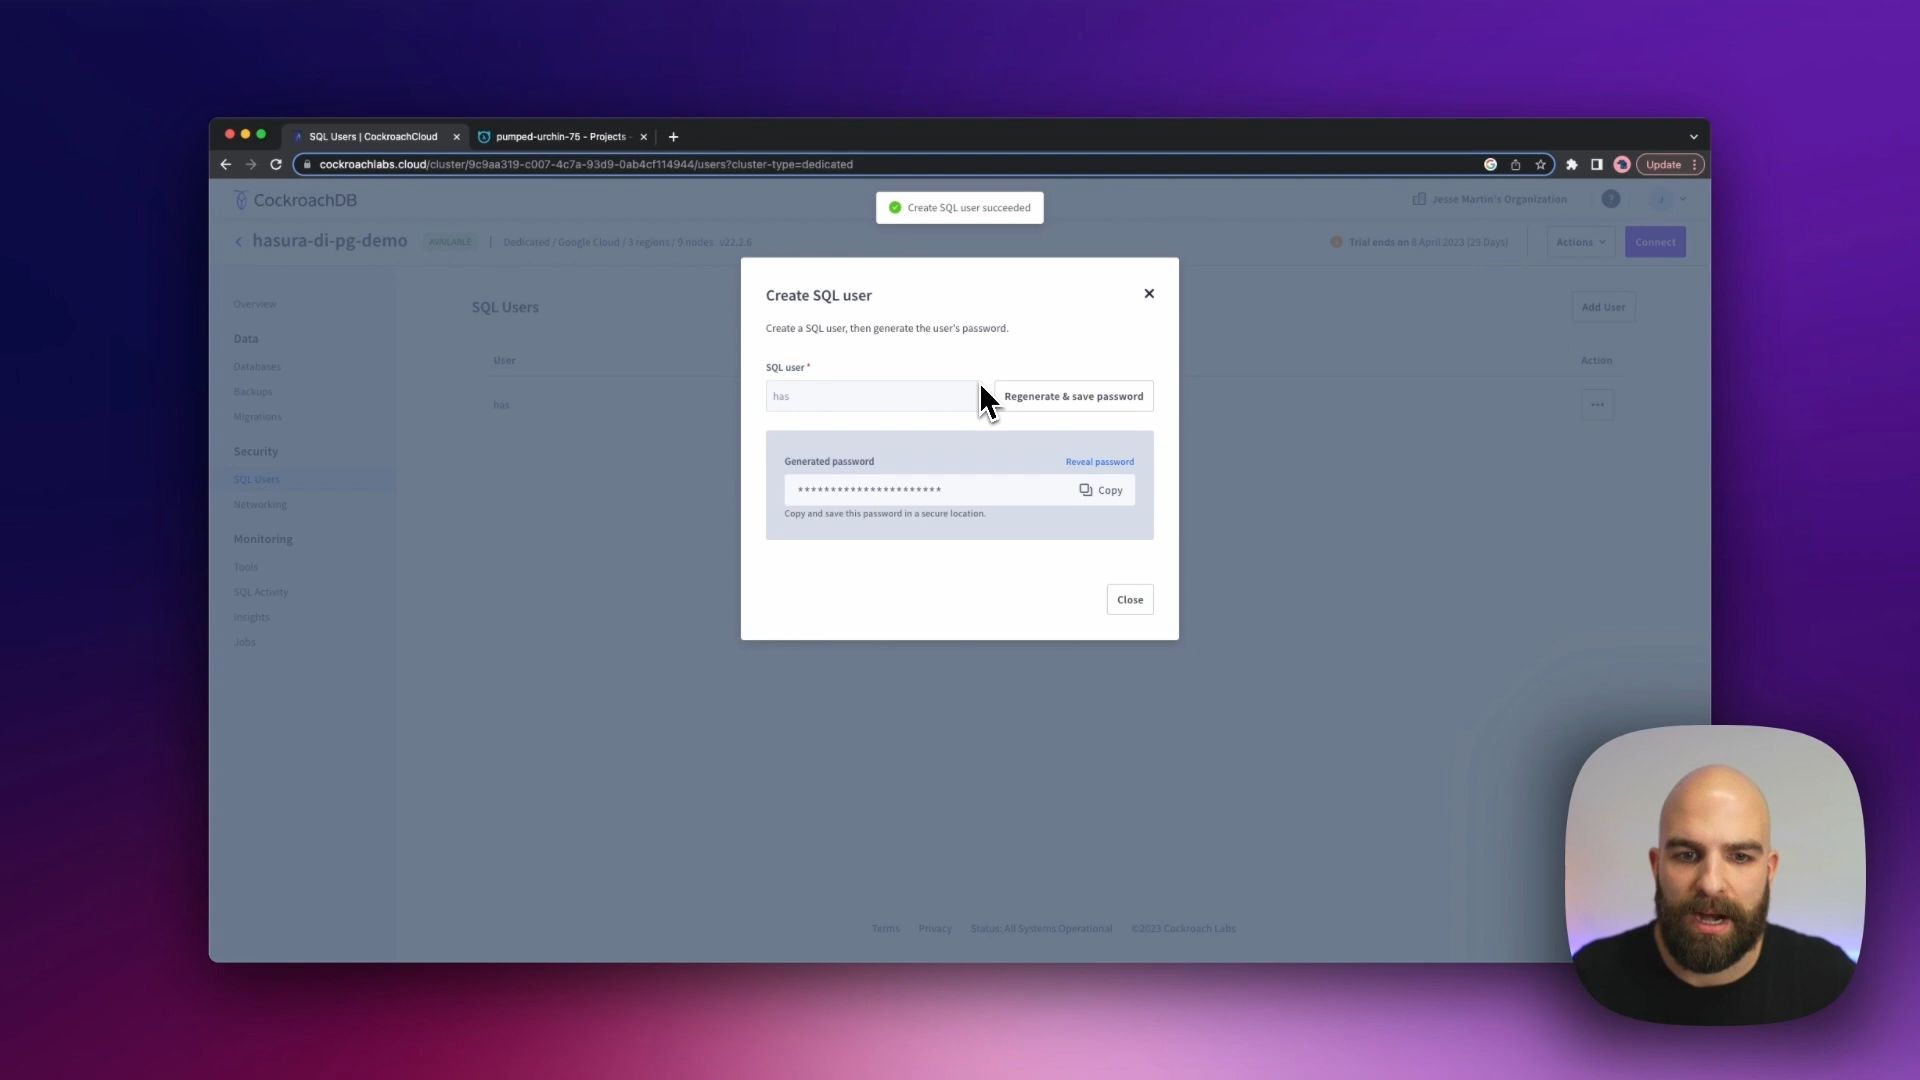 SQL Users | CockroachCloud
pumped-urchin-75 - Projects
cockroachlabs.cloud/cluster/9c9aa319-c007-4c7a-93d9-0ab4cf114944/users?cluster-type=dedicated
Update
CockroachDB
Create SQL user succeeded
Jesse Martin's Organization
?
J
hasura-di-pg-demo
AVAILABLE
Dedicated / Google Cloud / 3 regions / 9 nodes v22.2.6
Trial ends on 8 April 2023 (29 Days)
Actions
Connect
Overview
Data
Databases
Backups
Migrations
Security
SQL Users
Networking
Monitoring
Tools
SQL Activity
Insights
Jobs
SQL Users
Add User
User
Action
has
Create SQL user
Create a SQL user, then generate the user's password.
SQL user *
has
Regenerate & save password
Generated password
Reveal password
**********************
Copy
Copy and save this password in a secure location.
Close
Terms
Privacy
Status: All Systems Operational
©2023 Cockroach Labs